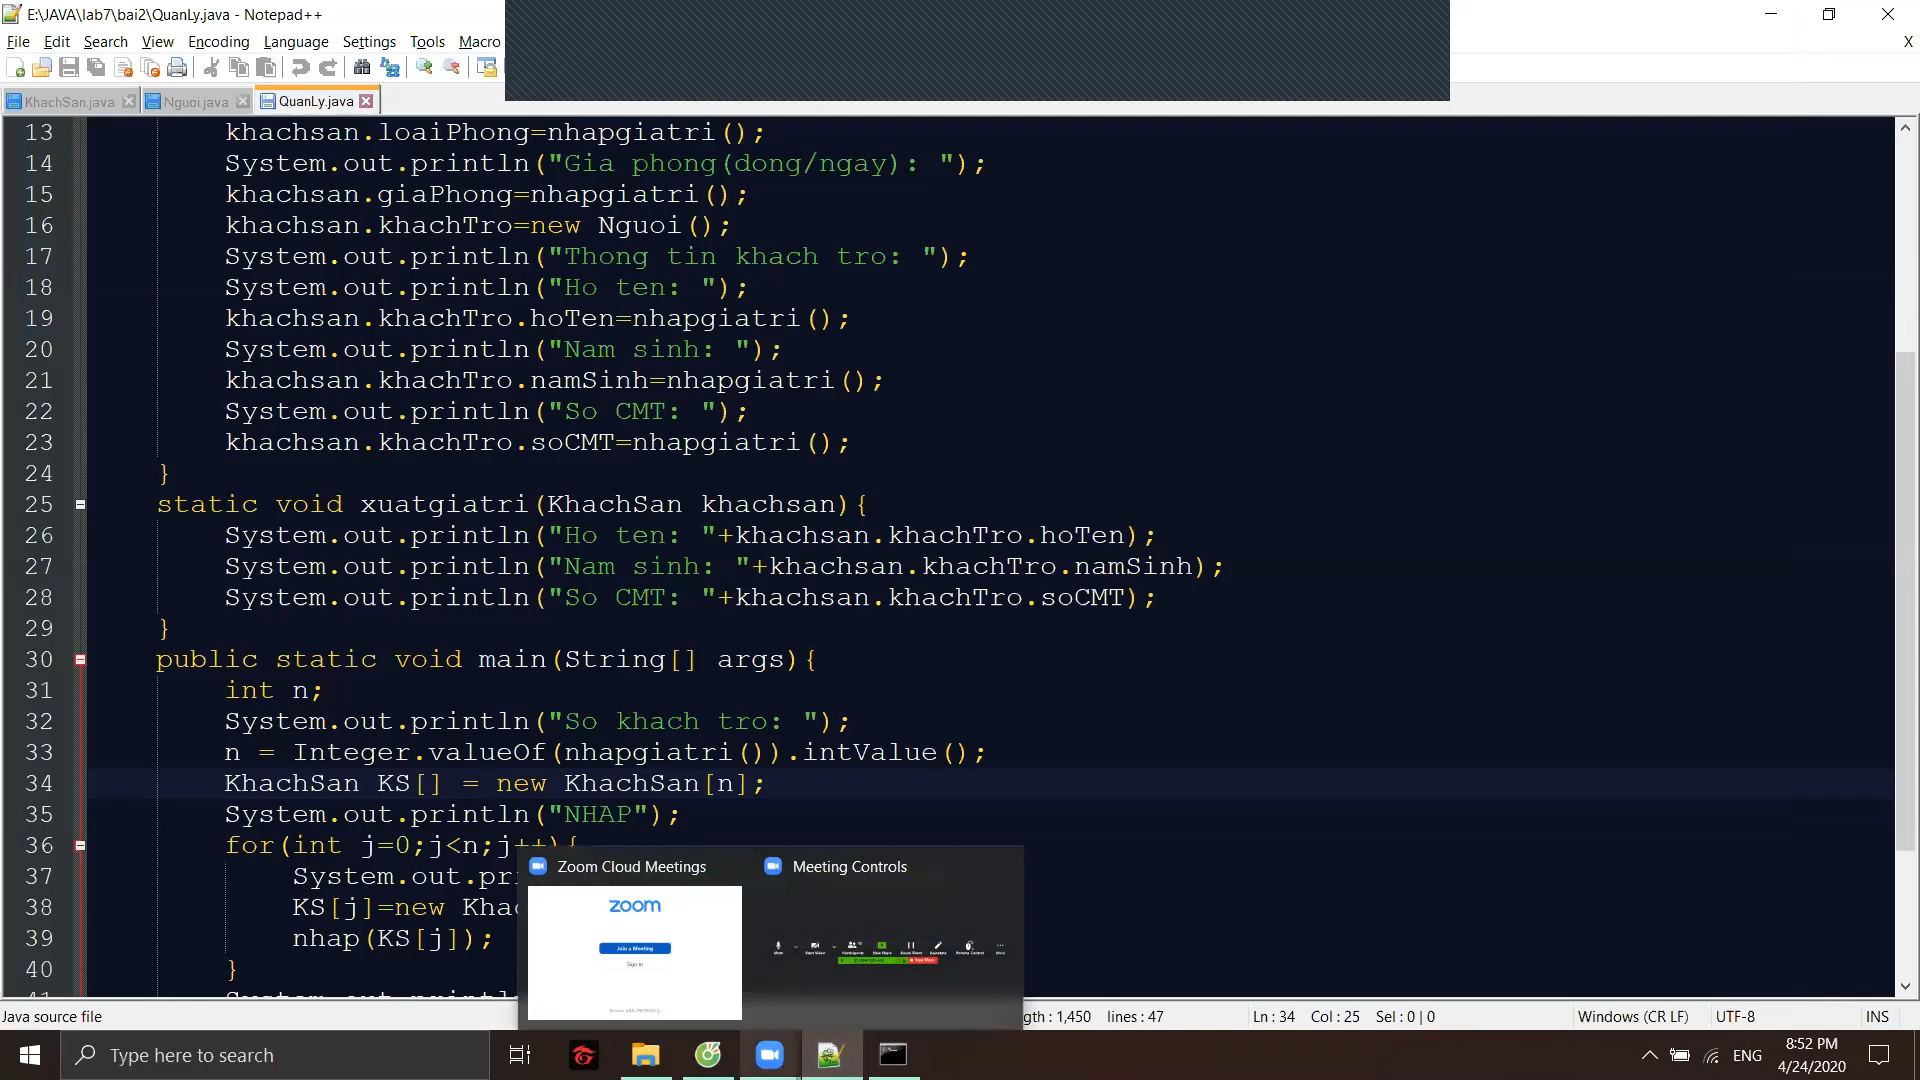 E:\JAVA\lab7\bai2\QuanLy.java - Notepad++
File Edit Search View Encoding Language Settings Tools Macro X
KhachSan.java Nguoi.java QuanLy.java
13 khachsan.loaiPhong=nhapgiatri();
14 System.out.println("Gia phong(dong/ngay): ");
15 khachsan.giaPhong=nhapgiatri();
16 khachsan.khachTro=new Nguoi();
17 System.out.println("Thong tin khach tro: ");
18 System.out.println("Ho ten: ");
19 khachsan.khachTro.hoTen=nhapgiatri();
20 System.out.println("Nam sinh: ");
21 khachsan.khachTro.namSinh=nhapgiatri();
22 System.out.println("So CMT: ");
23 khachsan.khachTro.soCMT=nhapgiatri();
24 }
25 static void xuatgiatri(KhachSan khachsan){
26 System.out.println("Ho ten: "+khachsan.khachTro.hoTen);
27 System.out.println("Nam sinh: "+khachsan.khachTro.namSinh);
28 System.out.println("So CMT: "+khachsan.khachTro.soCMT);
29 }
30 public static void main(String[] args){
31 int n;
32 System.out.println("So khach tro: ");
33 n = Integer.valueOf(nhapgiatri()).intValue();
34 KhachSan KS[] = new KhachSan[n];
35 System.out.println("NHAP");
36 for(int j=0;j<n;j++){
37 System.out.pri
38 KS[j]=new Khac
39 nhap(KS[j]);
40 }
Zoom Cloud Meetings Meeting Controls
zoom
Join a Meeting
Sign In
Java source file gth : 1,450 lines : 47 Ln : 34 Col : 25 Sel : 0 | 0 Windows (CR LF) UTF-8 INS
Type here to search
ENG
8:52 PM
4/24/2020